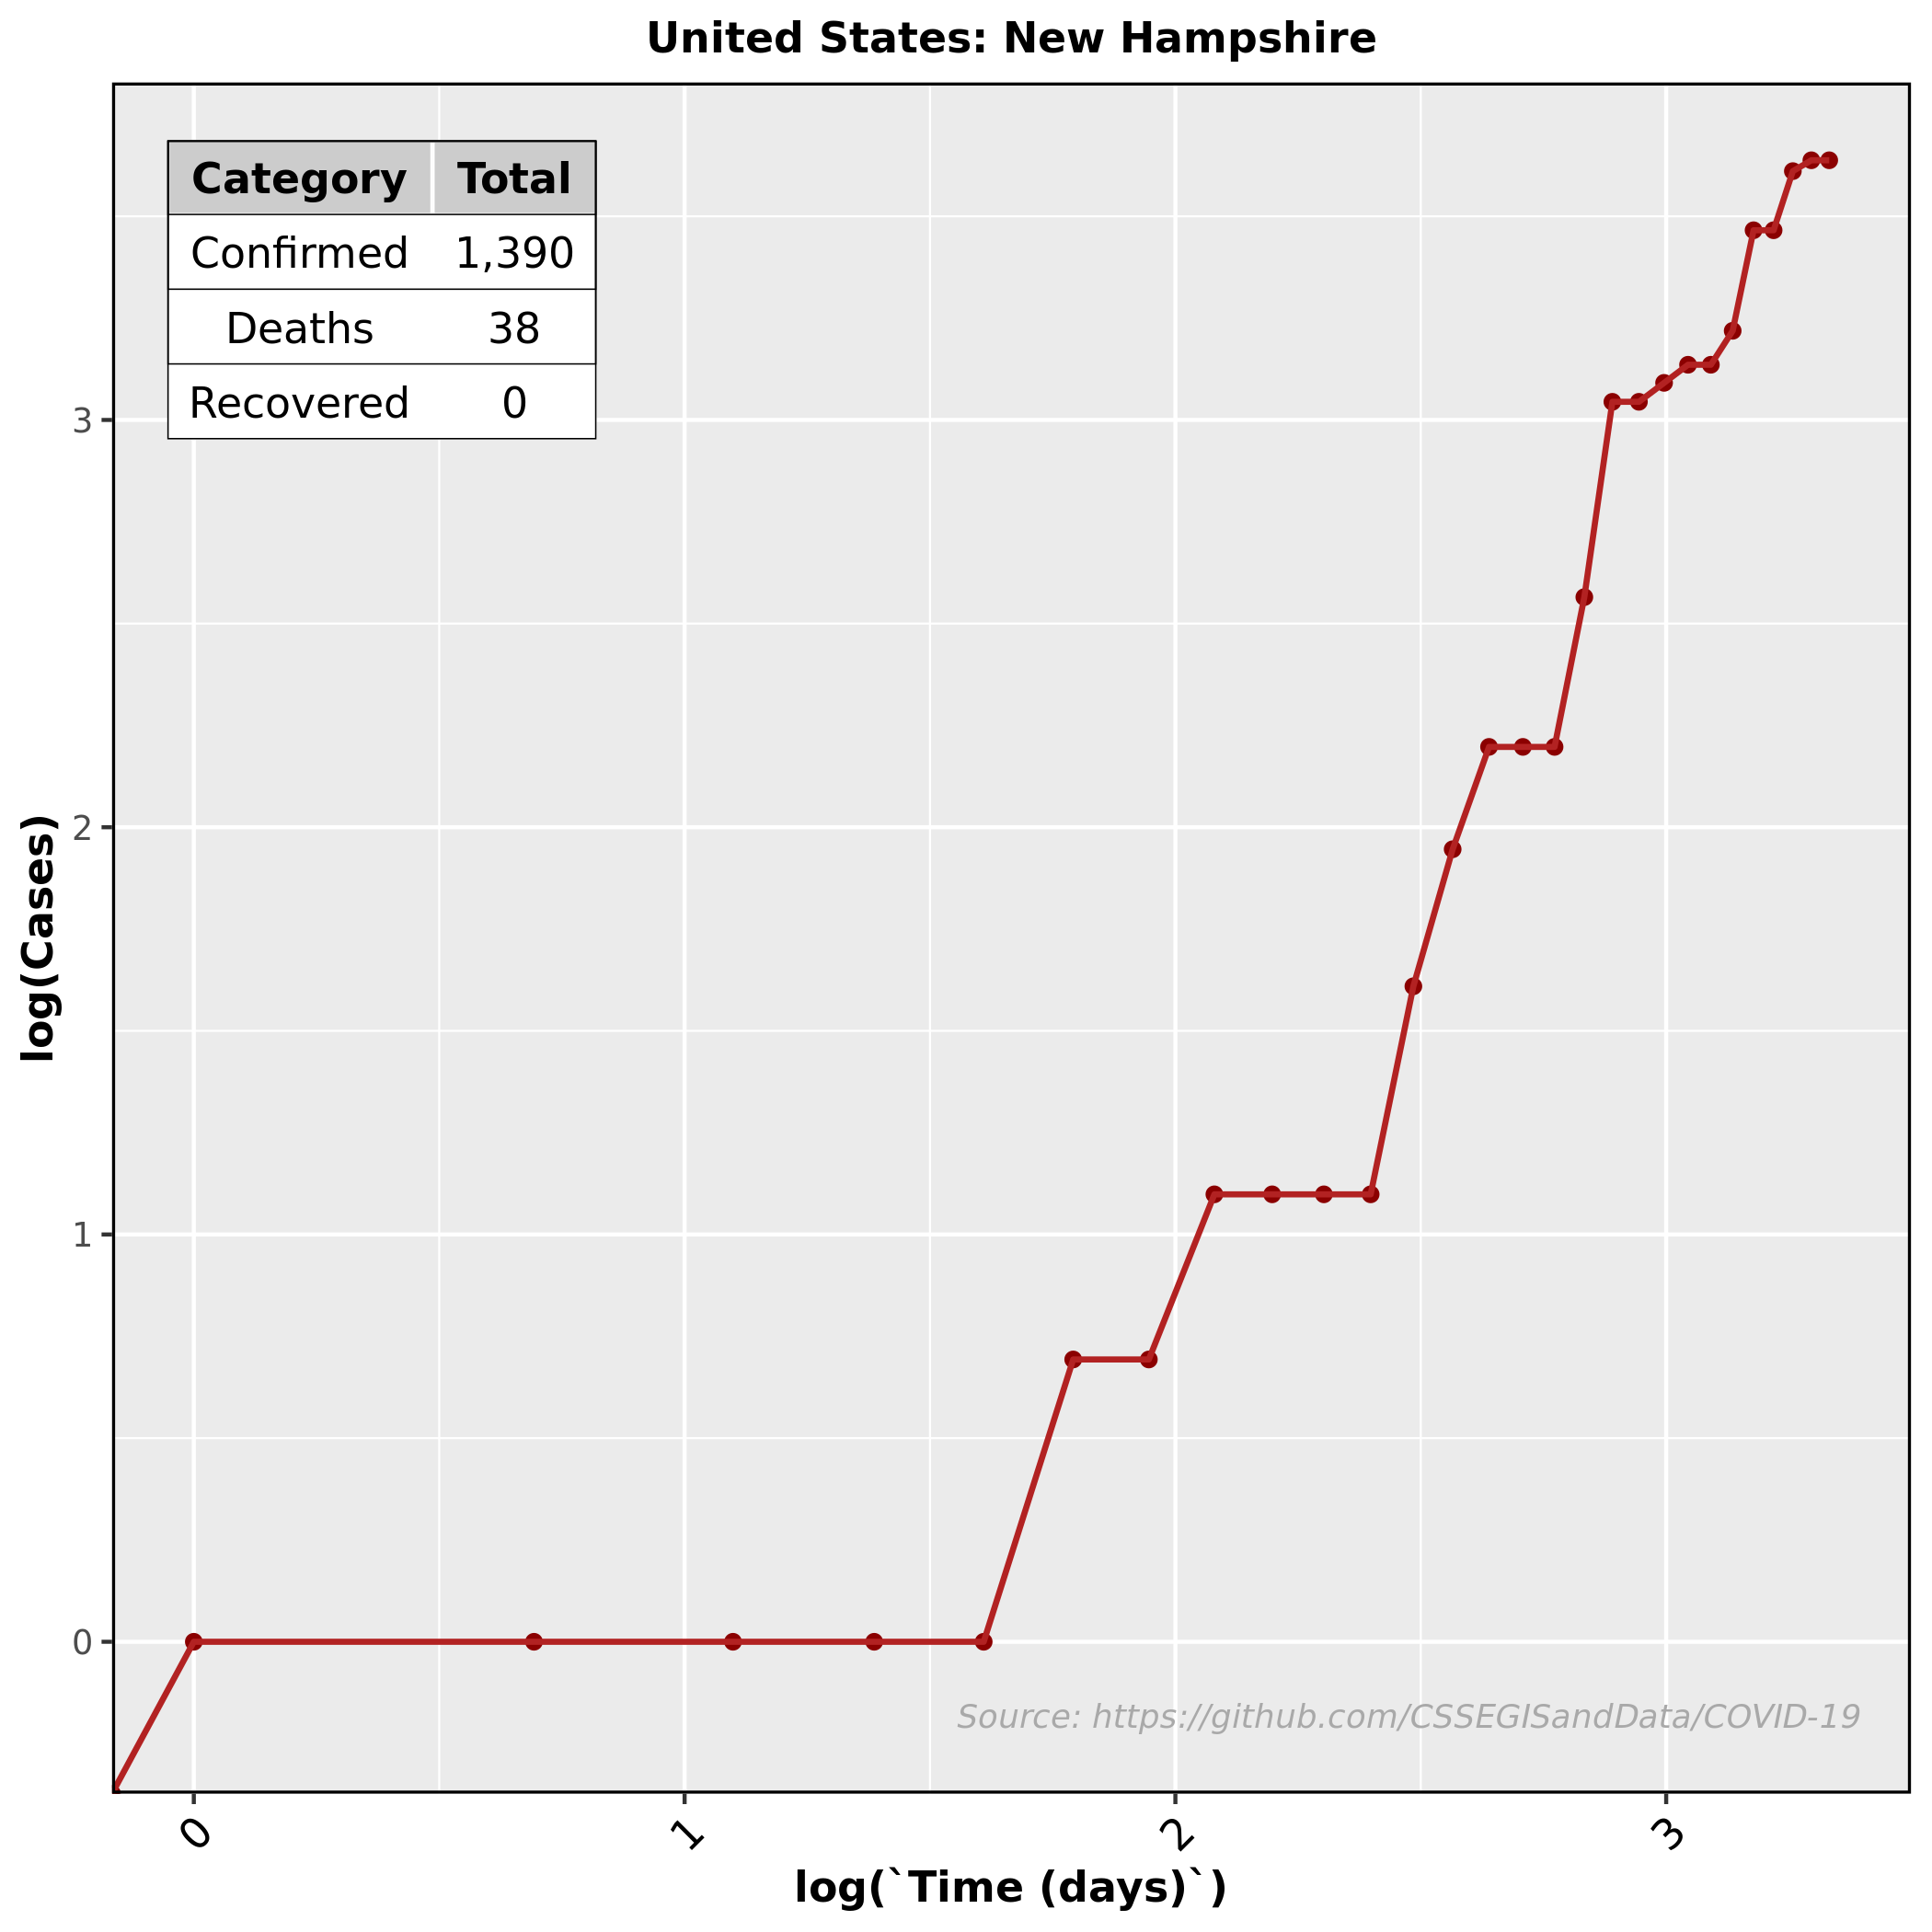 United States: New Hampshire
Category Total
Confirmed 1,390
Deaths 38
Recovered 0
3
2
1
0
log(Cases)
Source: https://github.com/CSSEGISandData/COVID-19
0 1 2 3
log(`Time (days)`)